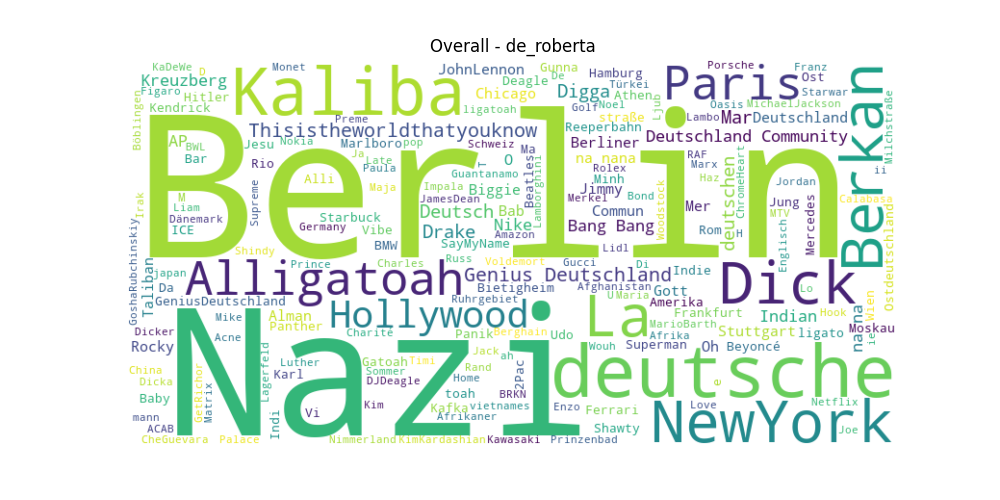 Overall - de_roberta
KaDeWe D Monet JohnLennon Gunna De Hamburg Porsche Franz
Kreuzberg Kaliba Deagle Digga Türkei Paris Ost Starwar Berkan
Figaro Hitler Chicago Athen Noel Ljub Oasis MichaelJackson
Böblingen Kendrick Preme ligatoah Golf straße Lambo MarDeutschland Milchstraße
AP BWL Jesu Nokia Thisistheworldthatyouknow Marlboro pop Reeperbahn Berliner Deutschland Community
Berlin
Bar Ja Late Schweiz Ma Beatles na nana RAF Marx ii
M Rio Paula Guantanamo T O Minh Merkel Rolex Haz deutschen ChromeHeart
Irak Liam Supreme Alli Maja Impala Biggie Lamborghini Jimmy Bond Woodstock Jordan Calabasa
Dänemark Starbuck JamesDean Deutsch Bab Nike Commun Mer Jung MTV Mercedes
ICE Germany Vibe Drake Amazon Bang Bang Rom H Englisch Ostdeutschland
GoshaRubchinskiy Shindy BMW SayMyName Lidl
Taliban japan Prince Charles Russ Voldemort Gucci Di Indie
Da Alligatoah Genius Deutschland Afghanistan Gott Dick Lo
GeniusDeutschland Ruhrgebiet Bietigheim U Maria Amerika wien
Mike Alman Hollywood La Frankfurt Indian Hook
Nazi Panther Charité Panik Berghain Udo MarioBarth Afrika Stuttgart ligato nana Moskau
Dicker Acne Rocky Luther Gatoah Timi Jack ah Wouh Superman Oh Beyoncé ie
China Lagerfeld Karl Sommer Rand 2Pac deutsche
Dicka GetRichor Matrix DJDeagle Home BRKN e
Baby Kim toah Kafka vietnames Enzo Ferrari Love Netflix
mann Vi Afrikaner NewYork
ACAB Indi Shawty Joe
CheGuevara Palace Nimmerland KimKardashian Kawasaki Prinzenbad